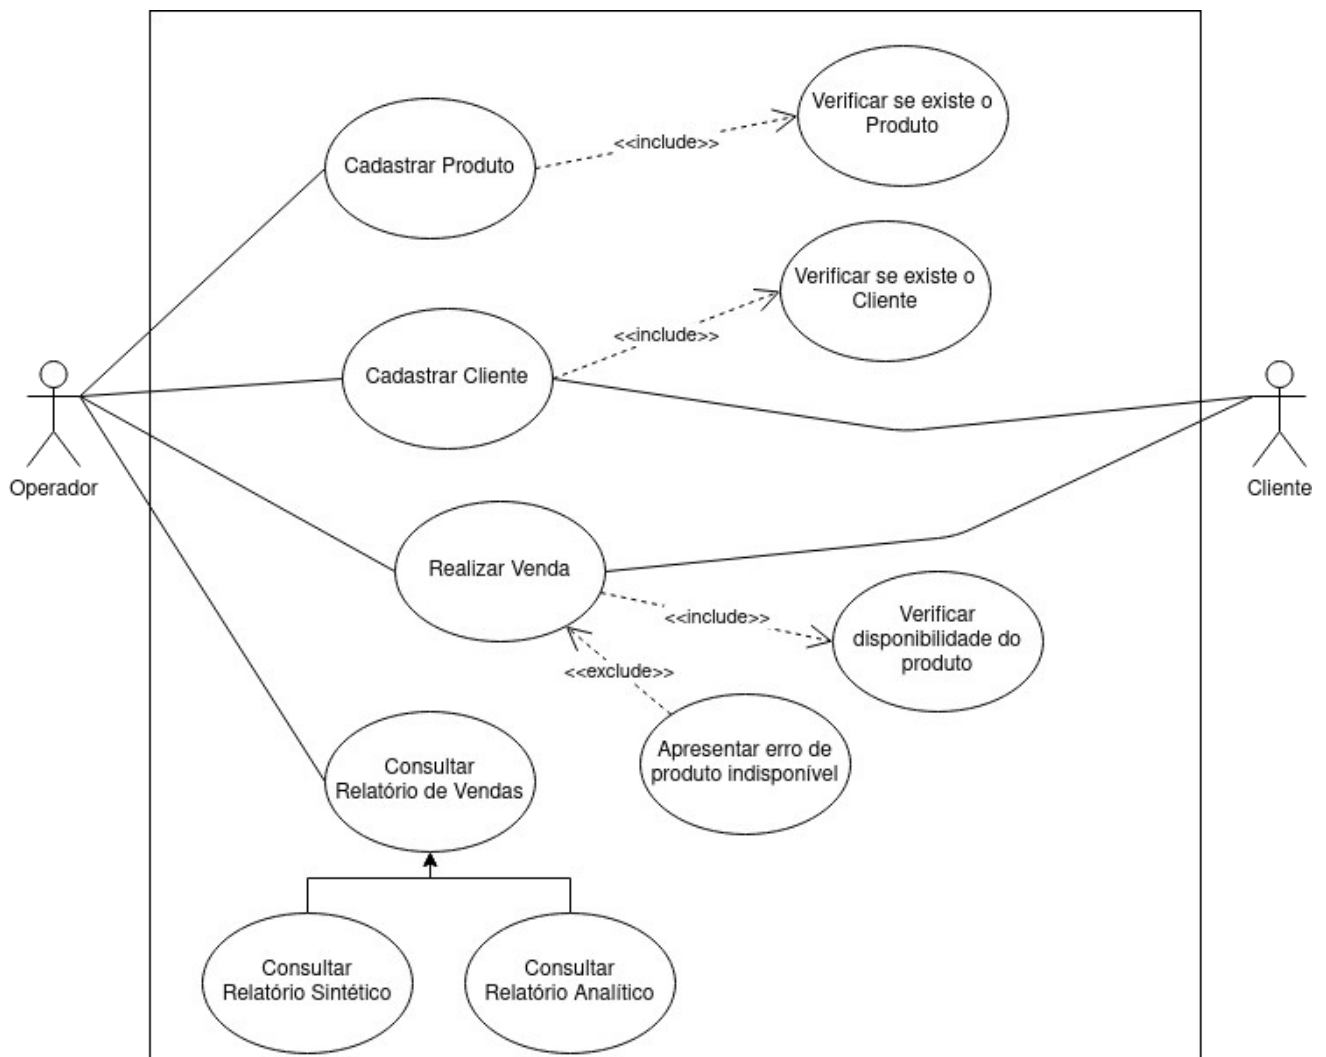 Verificar se existe o
Produto
Cadastrar Produto
<<include>>
Verificar se existe o
Cliente
<<include>>
Cadastrar Cliente
Operador
Cliente
Realizar Venda
<<include>>
Verificar
disponibilidade do
produto
<<exclude>>
Apresentar erro de
produto indisponível
Consultar
Relatório de Vendas
Consultar
Relatório Sintético
Consultar
Relatório Analítico